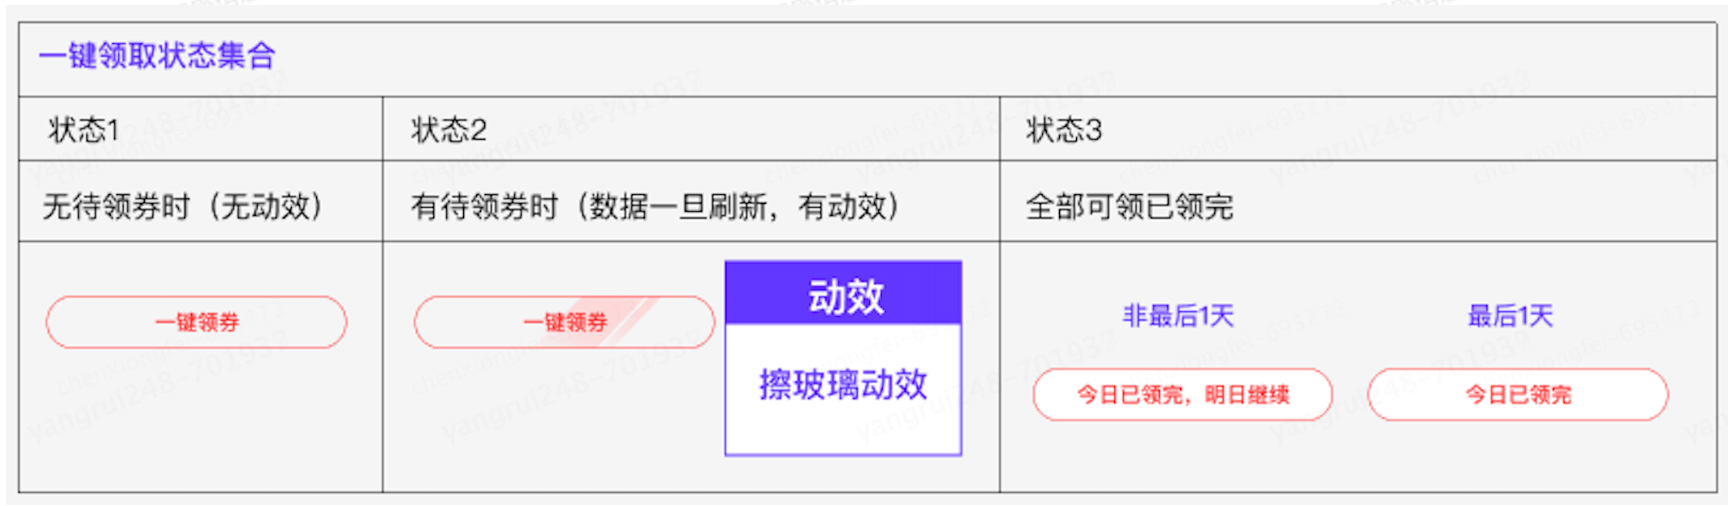 一键领取状态集合
状态1
状态2
状态3
无待领券时（无动效）
有待领券时（数据一旦刷新，有动效）
全部可领已领完
一键领券
一键领券
动效
擦玻璃动效
非最后1天
最后1天
今日已领完，明日继续
今日已领完